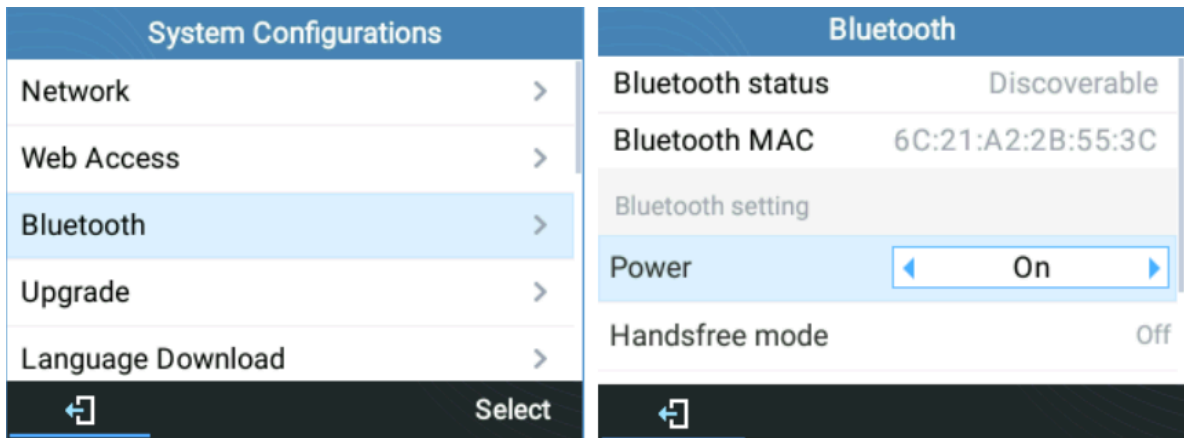 System Configurations
Network
Web Access
Bluetooth
Upgrade
Language Download
Select
Bluetooth
Bluetooth status Discoverable
Bluetooth MAC 6C:21:A2:2B:55:3C
Bluetooth setting
Power On
Handsfree mode Off